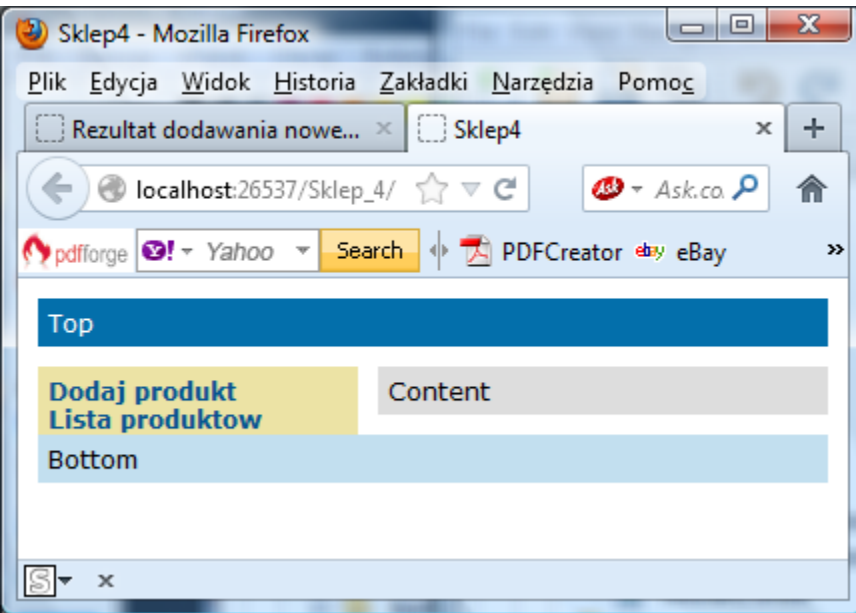 Sklep4 - Mozilla Firefox
Plik Edycja Widok Historia Zakładki Narzędzia Pomoc
Rezultat dodawania nowe... × Sklep4 ×
localhost:26537/Sklep_4/ Ask.co
pdfforge Y! Yahoo Search PDFCreator ebay eBay »
Top
Dodaj produkt
Lista produktow
Content
Bottom
S ×